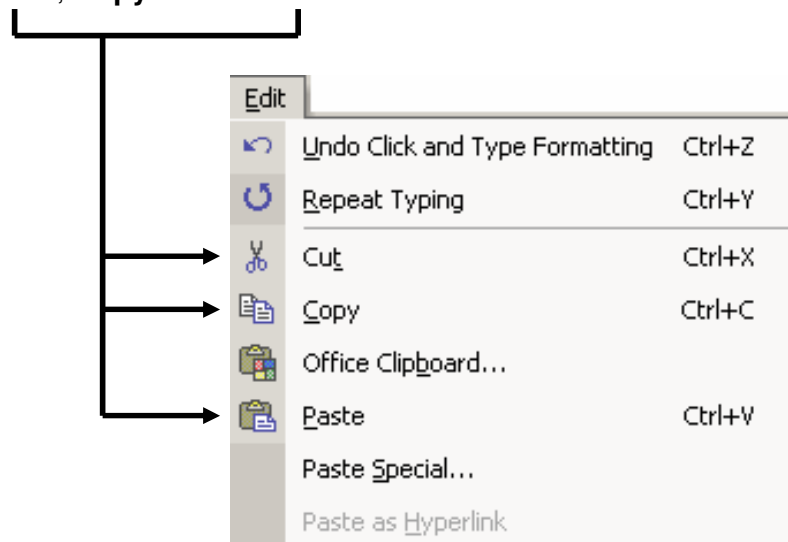 Edit
Undo Click and Type Formatting Ctrl+Z
Repeat Typing Ctrl+Y
Cut Ctrl+X
Copy Ctrl+C
Office Clipboard...
Paste Ctrl+V
Paste Special...
Paste as Hyperlink